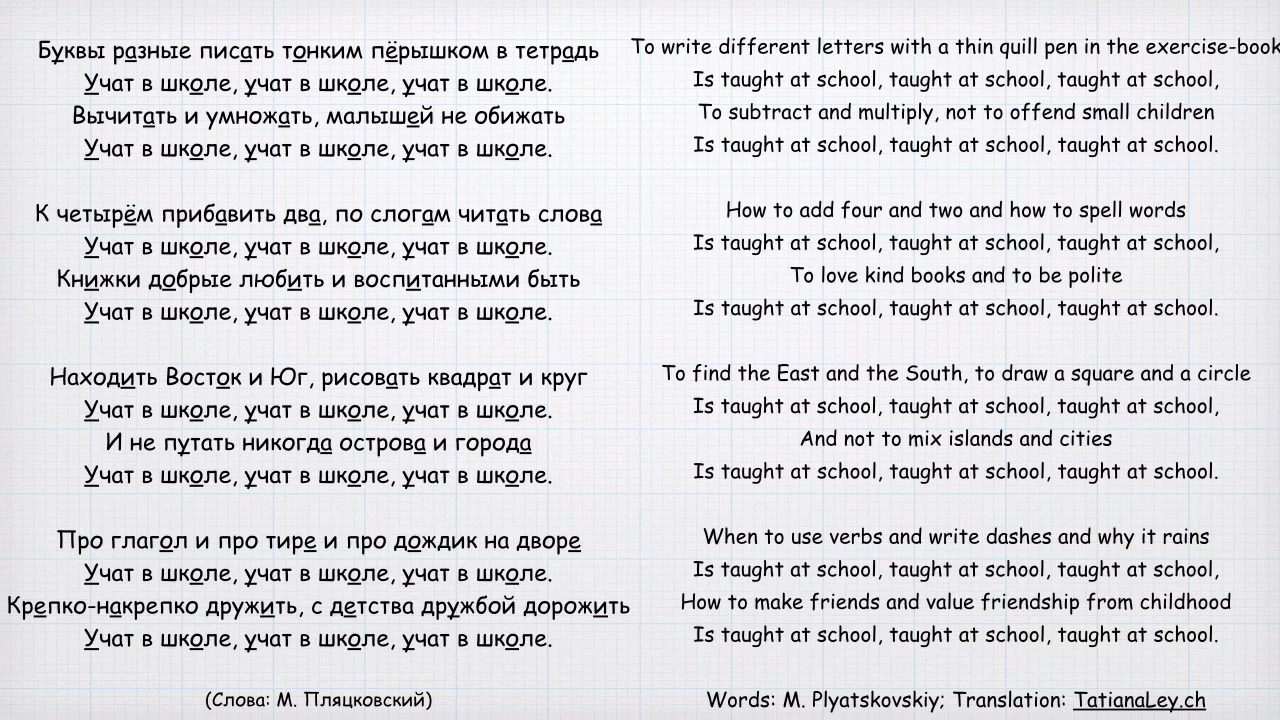 Буквы разные писать тонким пёрышком в тетрадь
Учат в школе, учат в школе, учат в школе.
Вычитать и умножать, малышей не обижать
Учат в школе, учат в школе, учат в школе.
К четырём прибавить два, по слогам читать слова
Учат в школе, учат в школе, учат в школе.
Книжки добрые любить и воспитанными быть
Учат в школе, учат в школе, учат в школе.
Находить Восток и Юг, рисовать квадрат и круг
Учат в школе, учат в школе, учат в школе.
И не путать никогда острова и города
Учат в школе, учат в школе, учат в школе.
Про глагол и про тире и про дождик на дворе
Учат в школе, учат в школе, учат в школе.
Крепко-накрепко дружить, с детства дружбой дорожить
Учат в школе, учат в школе, учат в школе.
(Слова: М. Пляцковский)
To write different letters with a thin quill pen in the exercise-book
Is taught at school, taught at school, taught at school,
To subtract and multiply, not to offend small children
Is taught at school, taught at school, taught at school.
How to add four and two and how to spell words
Is taught at school, taught at school, taught at school,
To love kind books and to be polite
Is taught at school, taught at school, taught at school.
To find the East and the South, to draw a square and a circle
Is taught at school, taught at school, taught at school,
And not to mix islands and cities
Is taught at school, taught at school, taught at school.
When to use verbs and write dashes and why it rains
Is taught at school, taught at school, taught at school,
How to make friends and value friendship from childhood
Is taught at school, taught at school, taught at school.
Words: M. Plyatskovskiy; Translation: TatianaLey.ch